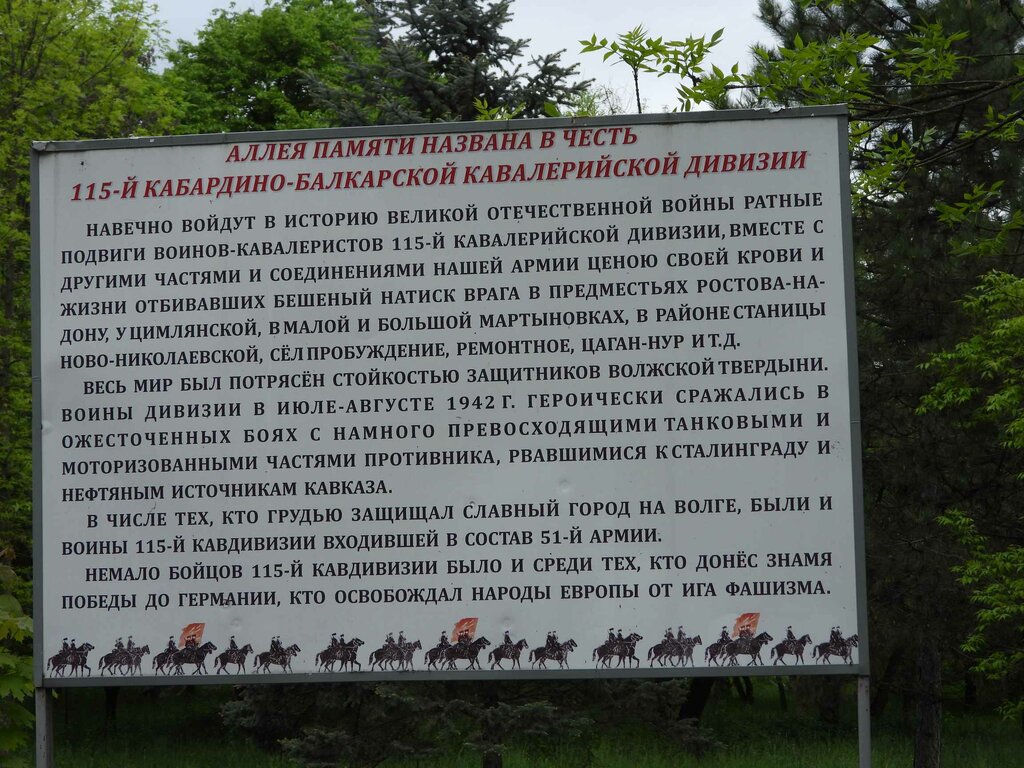 АЛЛЕЯ ПАМЯТИ НАЗВАНА В ЧЕСТЬ
115-Й КАБАРДИНО-БАЛКАРСКОЙ КАВАЛЕРИЙСКОЙ ДИВИЗИИ
НАВЕЧНО ВОЙДУТ В ИСТОРИЮ ВЕЛИКОЙ ОТЕЧЕСТВЕННОЙ ВОЙНЫ РАТНЫЕ
ПОДВИГИ ВОИНОВ-КАВАЛЕРИСТОВ 115-Й КАВАЛЕРИЙСКОЙ ДИВИЗИИ, ВМЕСТЕ С
ДРУГИМИ ЧАСТЯМИ И СОЕДИНЕНИЯМИ НАШЕЙ АРМИИ ЦЕНОЮ СВОЕЙ КРОВИ И
ЖИЗНИ ОТБИВАВШИХ БЕШЕНЫЙ НАТИСК ВРАГА В ПРЕДМЕСТЬЯХ РОСТОВА-НА-
ДОНУ, У ЦИМЛЯНСКОЙ, В МАЛОЙ И БОЛЬШОЙ МАРТЫНОВКАХ, В РАЙОНЕ СТАНИЦЫ
НОВО-НИКОЛАЕВСКОЙ, СЁЛ ПРОБУЖДЕНИЕ, РЕМОНТНОЕ, ЦАГАН-НУР И Т.Д.
ВЕСЬ МИР БЫЛ ПОТРЯСЁН СТОЙКОСТЬЮ ЗАЩИТНИКОВ ВОЛЖСКОЙ ТВЕРДЫНИ.
ВОИНЫ ДИВИЗИИ В ИЮЛЕ-АВГУСТЕ 1942 Г. ГЕРОИЧЕСКИ СРАЖАЛИСЬ В
ОЖЕСТОЧЕННЫХ БОЯХ С НАМНОГО ПРЕВОСХОДЯЩИМИ ТАНКОВЫМИ И
МОТОРИЗОВАННЫМИ ЧАСТЯМИ ПРОТИВНИКА, РВАВШИМИСЯ К СТАЛИНГРАДУ И
НЕФТЯНЫМ ИСТОЧНИКАМ КАВКАЗА.
В ЧИСЛЕ ТЕХ, КТО ГРУДЬЮ ЗАЩИЩАЛ СЛАВНЫЙ ГОРОД НА ВОЛГЕ, БЫЛИ И
ВОИНЫ 115-Й КАВДИВИЗИИ ВХОДИВШЕЙ В СОСТАВ 51-Й АРМИИ.
НЕМАЛО БОЙЦОВ 115-Й КАВДИВИЗИИ БЫЛО И СРЕДИ ТЕХ, КТО ДОНЁС ЗНАМЯ
ПОБЕДЫ ДО ГЕРМАНИИ, КТО ОСВОБОЖДАЛ НАРОДЫ ЕВРОПЫ ОТ ИГА ФАШИЗМА.